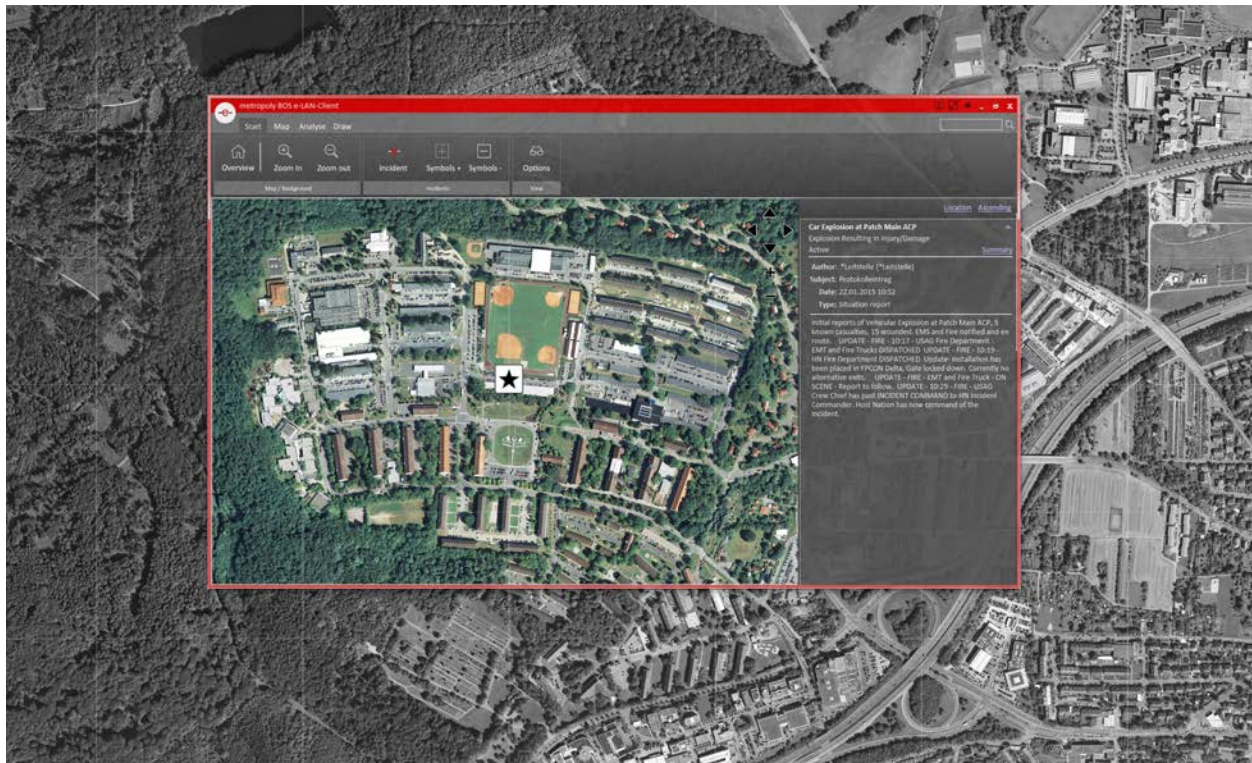 metropoly BOS e-LAN-Client
Start Map Analyse Draw
Overview Zoom in Zoom out Incident Symbols + Symbols - Options
Map / Background Incidents View
Location Ascending
Car Explosion at Patch Main ACP
Explosion Resulting in Injury/Damage
Active Summary
Author: *Leitstelle (*Leitstelle)
Subject: Protokolleintrag
Date: 22.01.2015 10:52
Type: Situation report
Initial reports of Vehicular Explosion at Patch Main ACP, 5
known casualties, 15 wounded. EMS and Fire notified and en
route. UPDATE - FIRE - 10:17 - USAG Fire Department -
EMT and Fire Trucks DISPATCHED UPDATE - FIRE - 10:19 -
HN Fire Department DISPATCHED. Update- Installation has
been placed in FPCON Delta, Gate locked down. Currently no
alternative exits. UPDATE - FIRE - EMT and Fire Truck - ON
SCENE - Report to follow. UPDATE - 10:29 - FIRE - USAG
Crew Chief has past INCIDENT COMMAND to HN Incident
Commander. Host Nation has now command of the
incident.